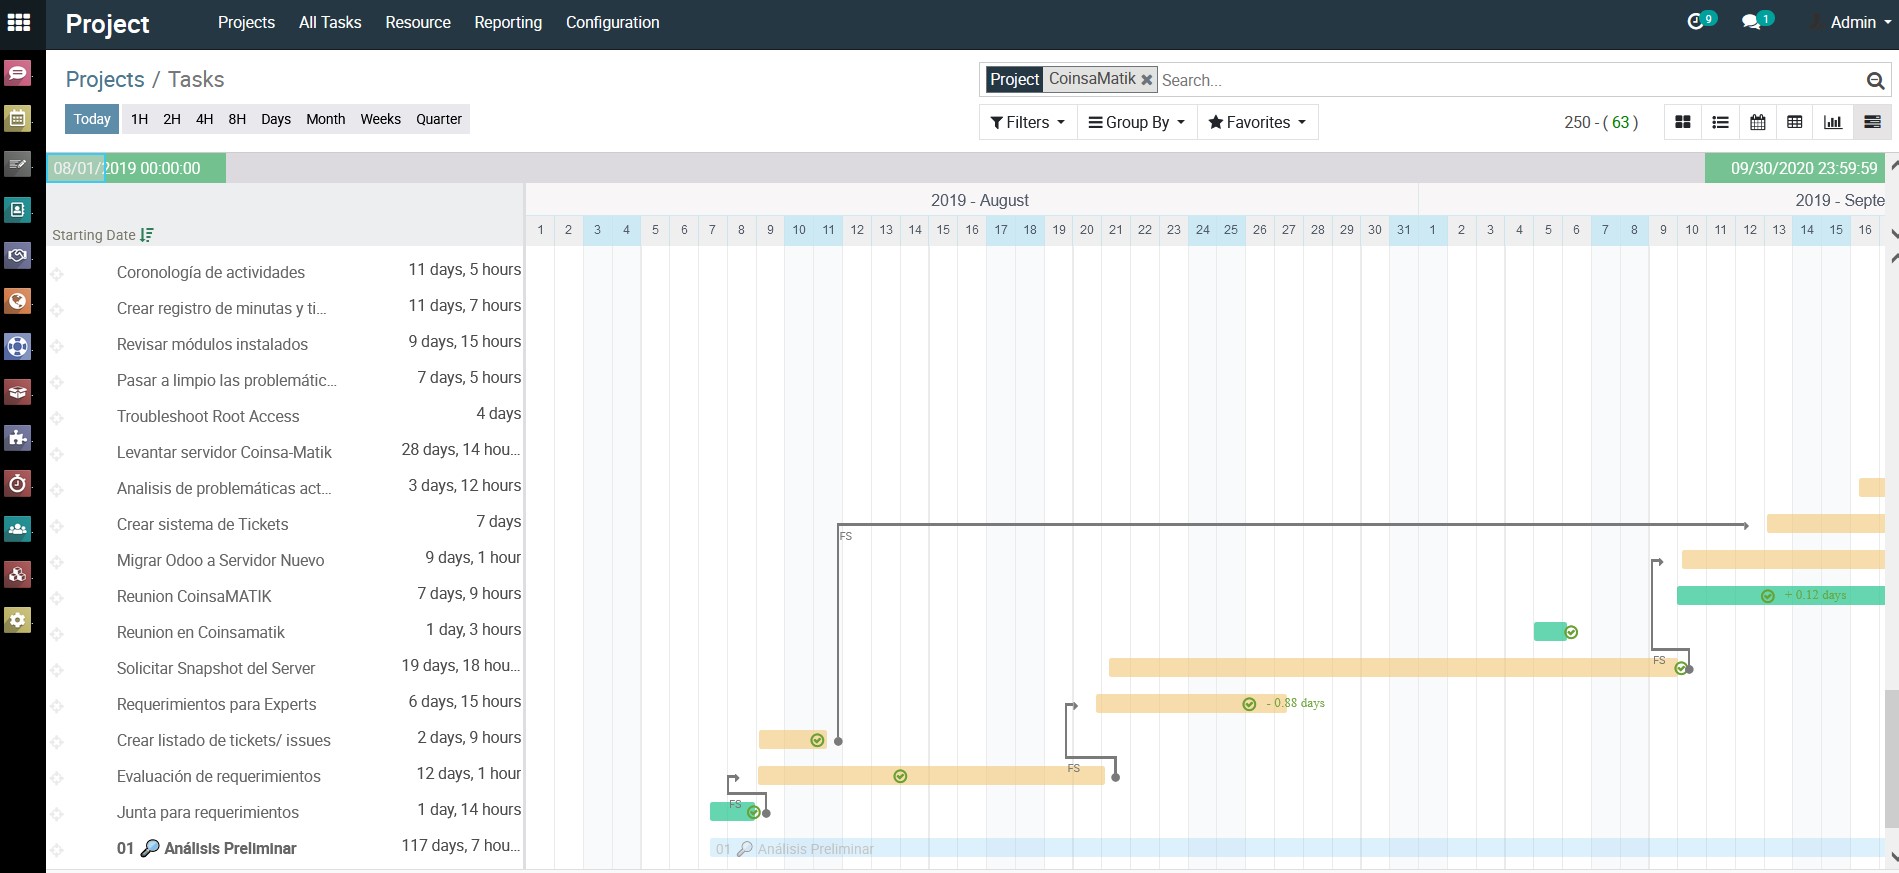 Project Projects All Tasks Resource Reporting Configuration 9 1 Admin
Projects / Tasks
Project CoinsaMatik Search...
Today 1H 2H 4H 8H Days Month Weeks Quarter
Filters Group By Favorites 250 - ( 63 )
08/01/2019 00:00:00 09/30/2020 23:59:59
2019 - August 2019 - Septe
Starting Date 1 2 3 4 5 6 7 8 9 10 11 12 13 14 15 16 17 18 19 20 21 22 23 24 25 26 27 28 29 30 31 1 2 3 4 5 6 7 8 9 10 11 12 13 14 15 16
Coronología de actividades 11 days, 5 hours
Crear registro de minutas y ti... 11 days, 7 hours
Revisar módulos instalados 9 days, 15 hours
Pasar a limpio las problemátic... 7 days, 5 hours
Troubleshoot Root Access 4 days
Levantar servidor Coinsa-Matik 28 days, 14 hou...
Analisis de problemáticas act... 3 days, 12 hours
Crear sistema de Tickets 7 days
FS
Migrar Odoo a Servidor Nuevo 9 days, 1 hour
Reunion CoinsaMATIK 7 days, 9 hours + 0.12 days
Reunion en Coinsamatik 1 day, 3 hours
Solicitar Snapshot del Server 19 days, 18 hou... FS
Requerimientos para Experts 6 days, 15 hours - 0.88 days
Crear listado de tickets/ issues 2 days, 9 hours
Evaluación de requerimientos 12 days, 1 hour FS
Junta para requerimientos 1 day, 14 hours FS
01 Análisis Preliminar 117 days, 7 hou... 01 Análisis Preliminar